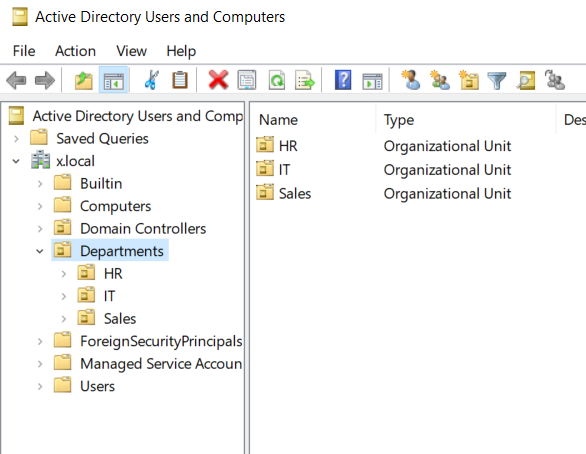 Active Directory Users and Computers
File Action View Help
Active Directory Users and Comp
Saved Queries
x.local
Builtin
Computers
Domain Controllers
Departments
HR
IT
Sales
ForeignSecurityPrincipals
Managed Service Accoun
Users
Name Type Des
HR Organizational Unit
IT Organizational Unit
Sales Organizational Unit